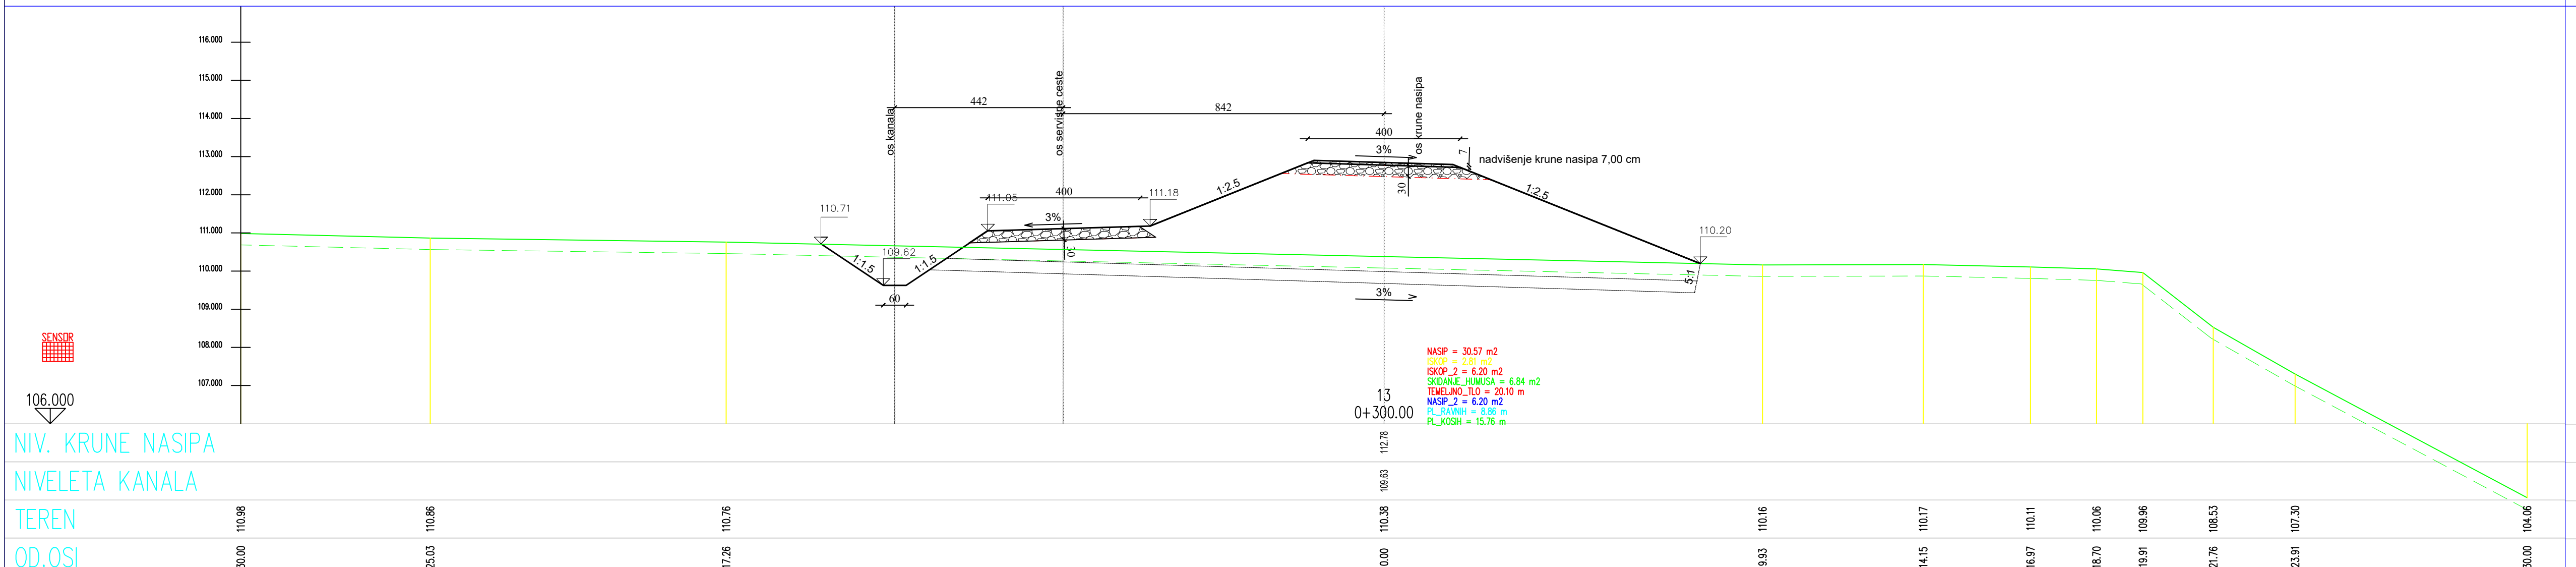 116.000
115.000
114.000
113.000
112.000
111.000
110.000
109.000
108.000
107.000
os kanala
os servisne ceste
os krune nasipa
442
842
400
3%
7
nadvišenje krune nasipa 7,00 cm
30
1:2.5
1:2.5
110.71
111.05
400
111.18
3%
30
109.62
1:1.5
1:1.5
60
110.20
5:1
3%
SENSOR
106.000
13
0+300.00
NASIP = 30.57 m2
ISKOP_2 = 6.20 m2
SKIDANJE_HUMUSA = 6.84 m2
TEMELJNO_TLO = 20.10 m
NASIP_2 = 6.20 m2
PL_RAVNIH = 8.86 m
PL_KOSIH = 15.76 m
NIV. KRUNE NASIPA 112.78
NIVELETA KANALA 109.63
TEREN 110.98 110.86 110.76 110.38 110.16 110.17 110.11 110.06 109.96 108.53 107.30 104.06
OD.OSI 30.00 25.03 17.26 0.00 9.93 14.15 16.97 18.70 19.91 21.76 23.91 30.00